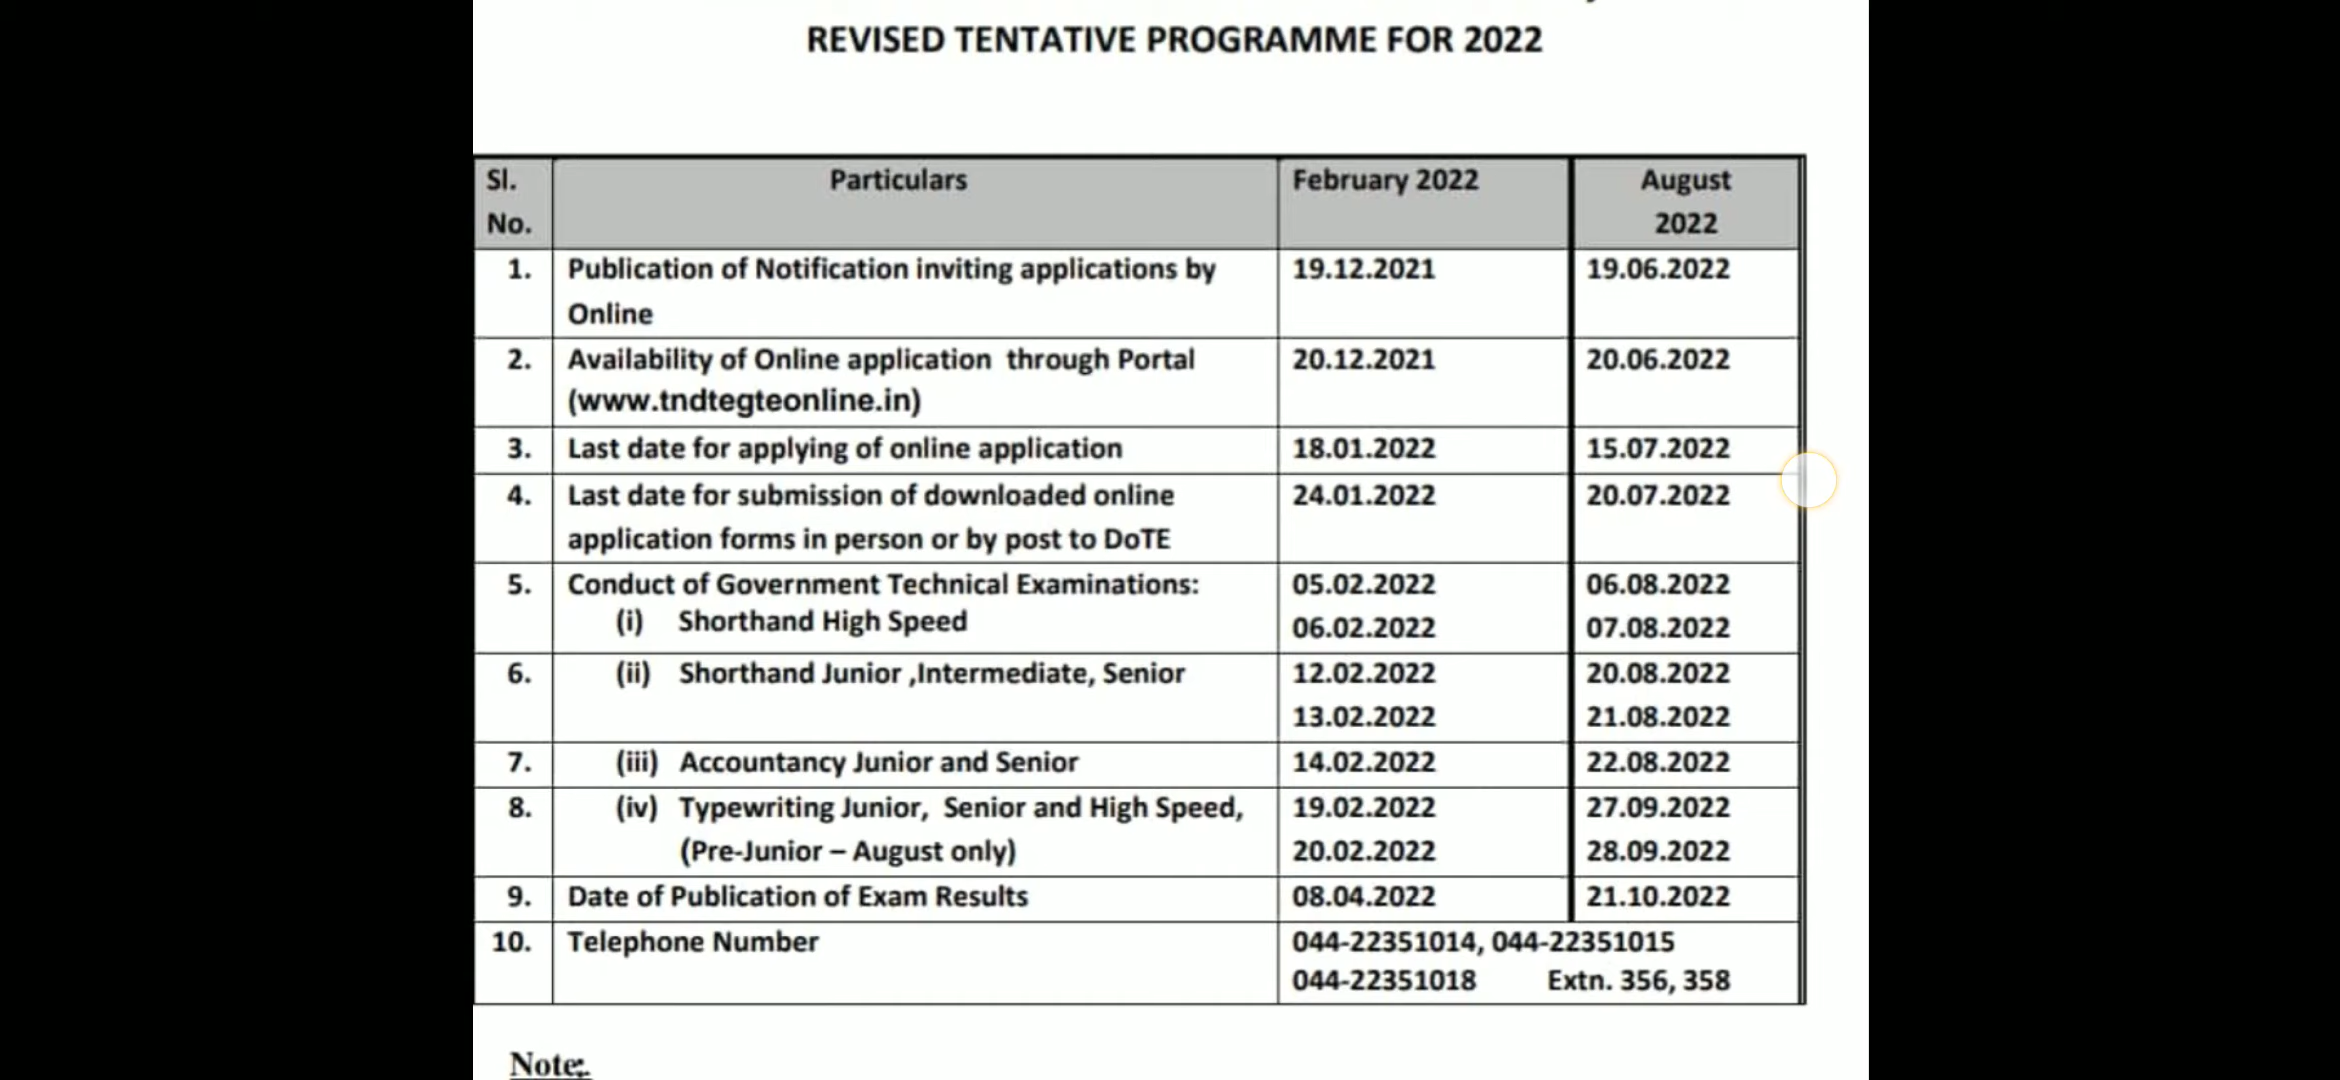 REVISED TENTATIVE PROGRAMME FOR 2022
Sl. No. Particulars February 2022 August 2022
1. Publication of Notification inviting applications by 19.12.2021 19.06.2022
Online
2. Availability of Online application through Portal 20.12.2021 20.06.2022
(www.tndtegteonline.in)
3. Last date for applying of online application 18.01.2022 15.07.2022
4. Last date for submission of downloaded online 24.01.2022 20.07.2022
application forms in person or by post to DoTE
5. Conduct of Government Technical Examinations: 05.02.2022 06.08.2022
(i) Shorthand High Speed 06.02.2022 07.08.2022
6. (ii) Shorthand Junior ,Intermediate, Senior 12.02.2022 20.08.2022
13.02.2022 21.08.2022
7. (iii) Accountancy Junior and Senior 14.02.2022 22.08.2022
8. (iv) Typewriting Junior, Senior and High Speed, 19.02.2022 27.09.2022
(Pre-Junior – August only) 20.02.2022 28.09.2022
9. Date of Publication of Exam Results 08.04.2022 21.10.2022
10. Telephone Number 044-22351014, 044-22351015
044-22351018 Extn. 356, 358
Note:.